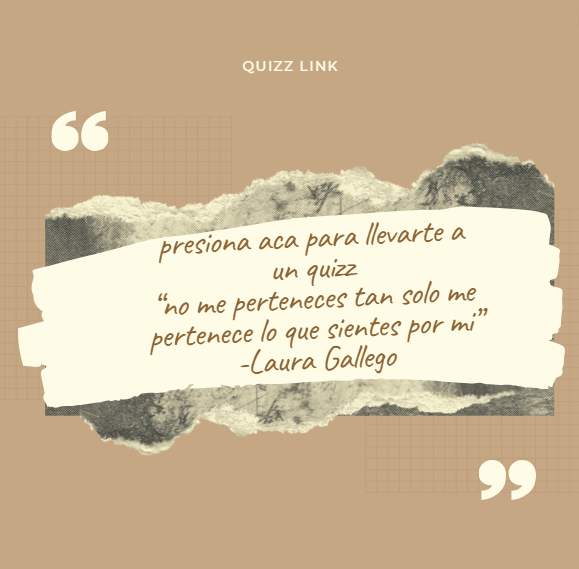 QUIZZ LINK
“
presiona aca para llevarte a
un quizz
“no me perteneces tan solo me
pertenece lo que sientes por mi”
-Laura Gallego
”